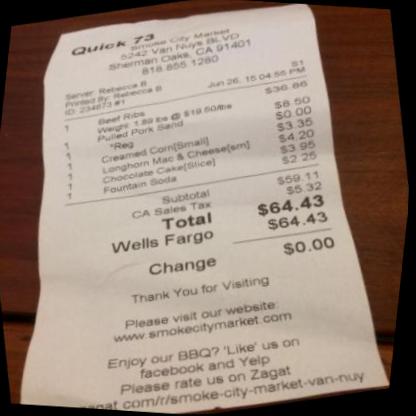 Quick 73
Smoke City Market
5242 Van Nuys BLVD
Sherman Oaks, CA 91401
818.855.1280
Server: Rebecca B
Printed By: Rebecca B Jun 26, 15 04:55 PM
ID: 234873 #1 S1
1 Beef Ribs $36.86
Weight: 1.89 lbs @ $19.50/lbs
1 Pulled Pork Sand $8.50
1 *Reg $0.00
1 Creamed Corn[Small] $3.35
1 Longhorn Mac & Cheese[sm] $4.20
1 Chocolate Cake[Slice] $3.95
1 Fountain Soda $2.25
Subtotal $59.11
CA Sales Tax $5.32
Total $64.43
Wells Fargo $64.43
Change $0.00
Thank You for Visiting
Please visit our website:
www.smokecitymarket.com
Enjoy our BBQ? 'Like' us on
facebook and Yelp
Please rate us on Zagat
agat com/r/smoke-city-market-van-nuy